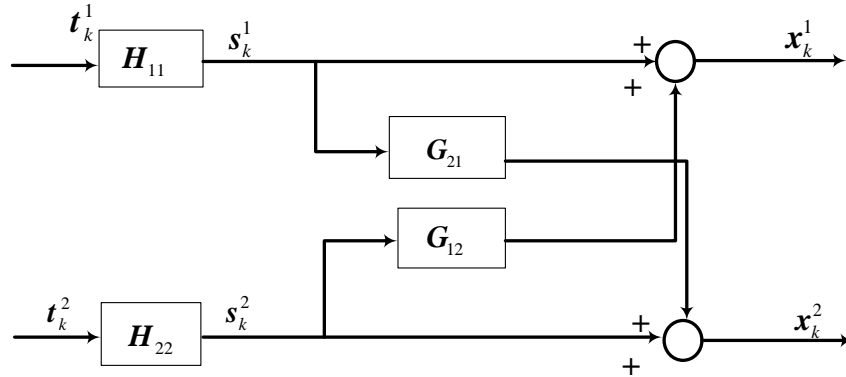 t_k^1
H_11
s_k^1
+
+
x_k^1
G_21
G_12
t_k^2
H_22
s_k^2
+
+
x_k^2